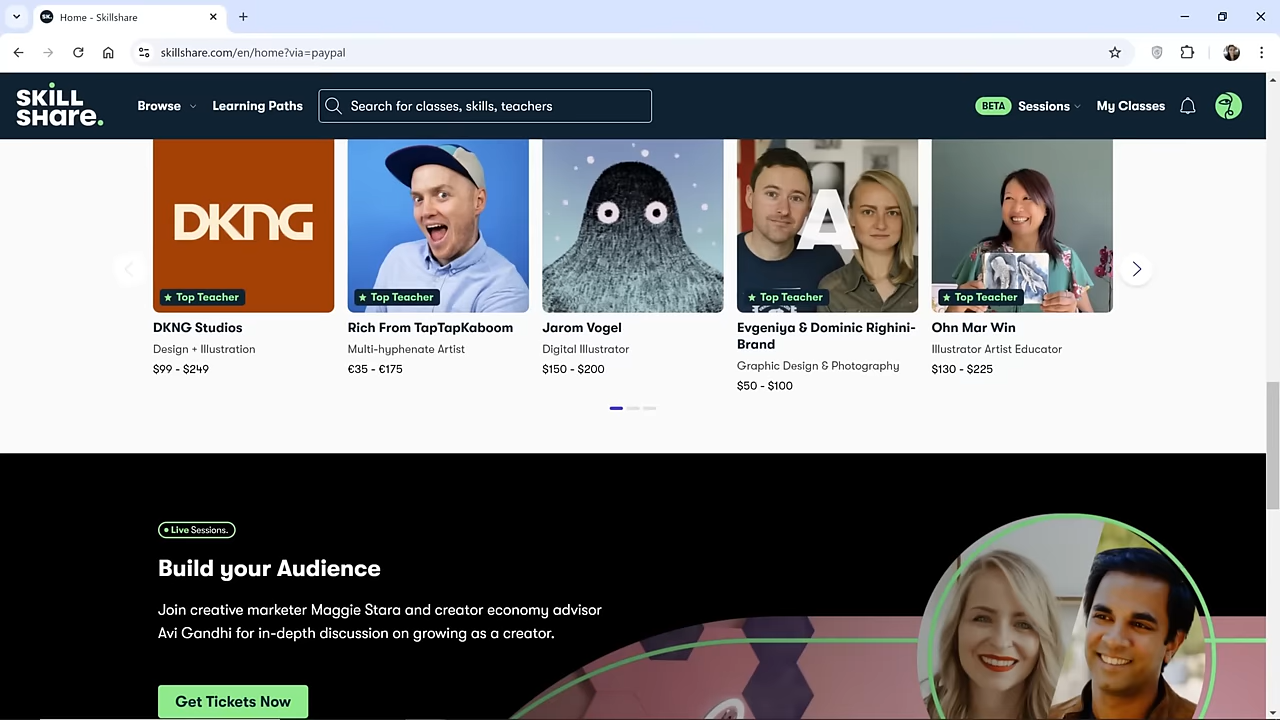 Home - Skillshare
skillshare.com/en/home?via=paypal
SKILL
SHare.
Browse
Learning Paths
Search for classes, skills, teachers
BETA
Sessions
My Classes
DKNG
A
Top Teacher
Top Teacher
Top Teacher
Top Teacher
DKNG Studios
Design + Illustration
$99 - $249
Rich From TapTapKaboom
Multi-hyphenate Artist
€35 - €175
Jarom Vogel
Digital Illustrator
$150 - $200
Evgeniya & Dominic Righini-
Brand
Graphic Design & Photography
$50 - $100
Ohn Mar Win
Illustrator Artist Educator
$130 - $225
Live Sessions.
Build your Audience
Join creative marketer Maggie Stara and creator economy advisor
Avi Gandhi for in-depth discussion on growing as a creator.
Get Tickets Now